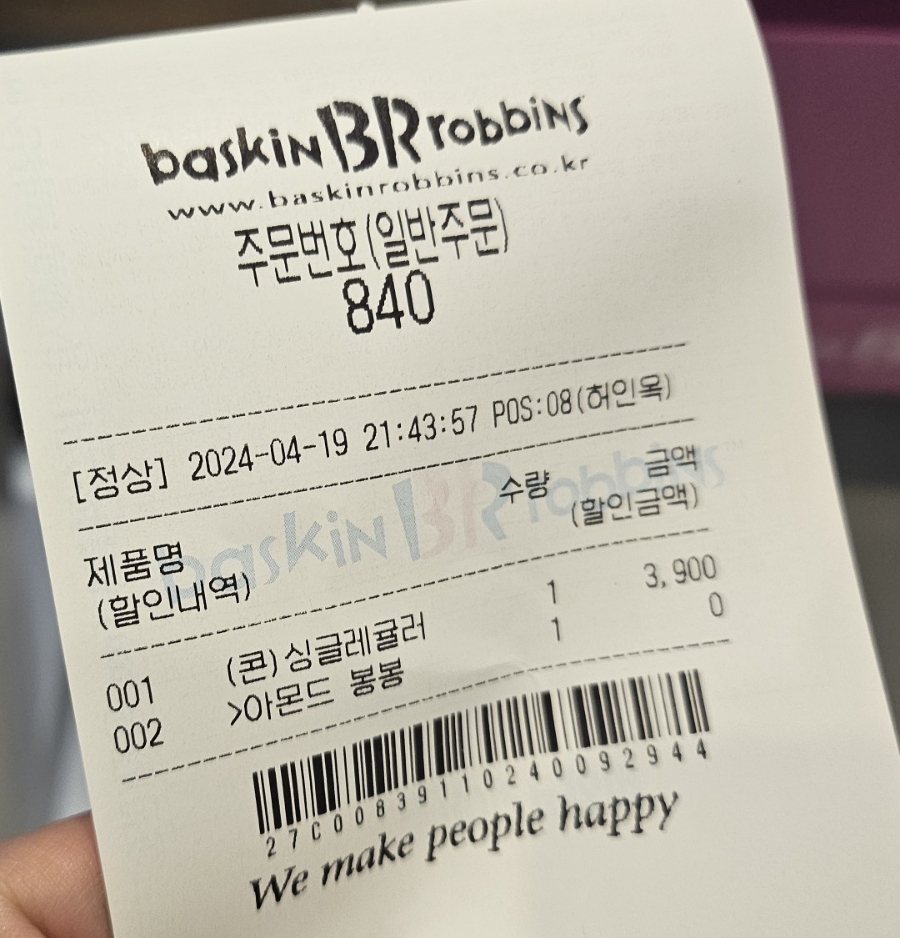 baskin BR robbins
www.baskinrobbins.co.kr
주문번호(일반주문)
840
[정상] 2024-04-19 21:43:57 POS:08(허인옥)
baskin BR robbins
제품명 수량 금액
(할인내역) (할인금액)
001 (콘)싱글레귤러 1 3,900
002 >아몬드 봉봉 1 0
27C00839110240092944
We make people happy